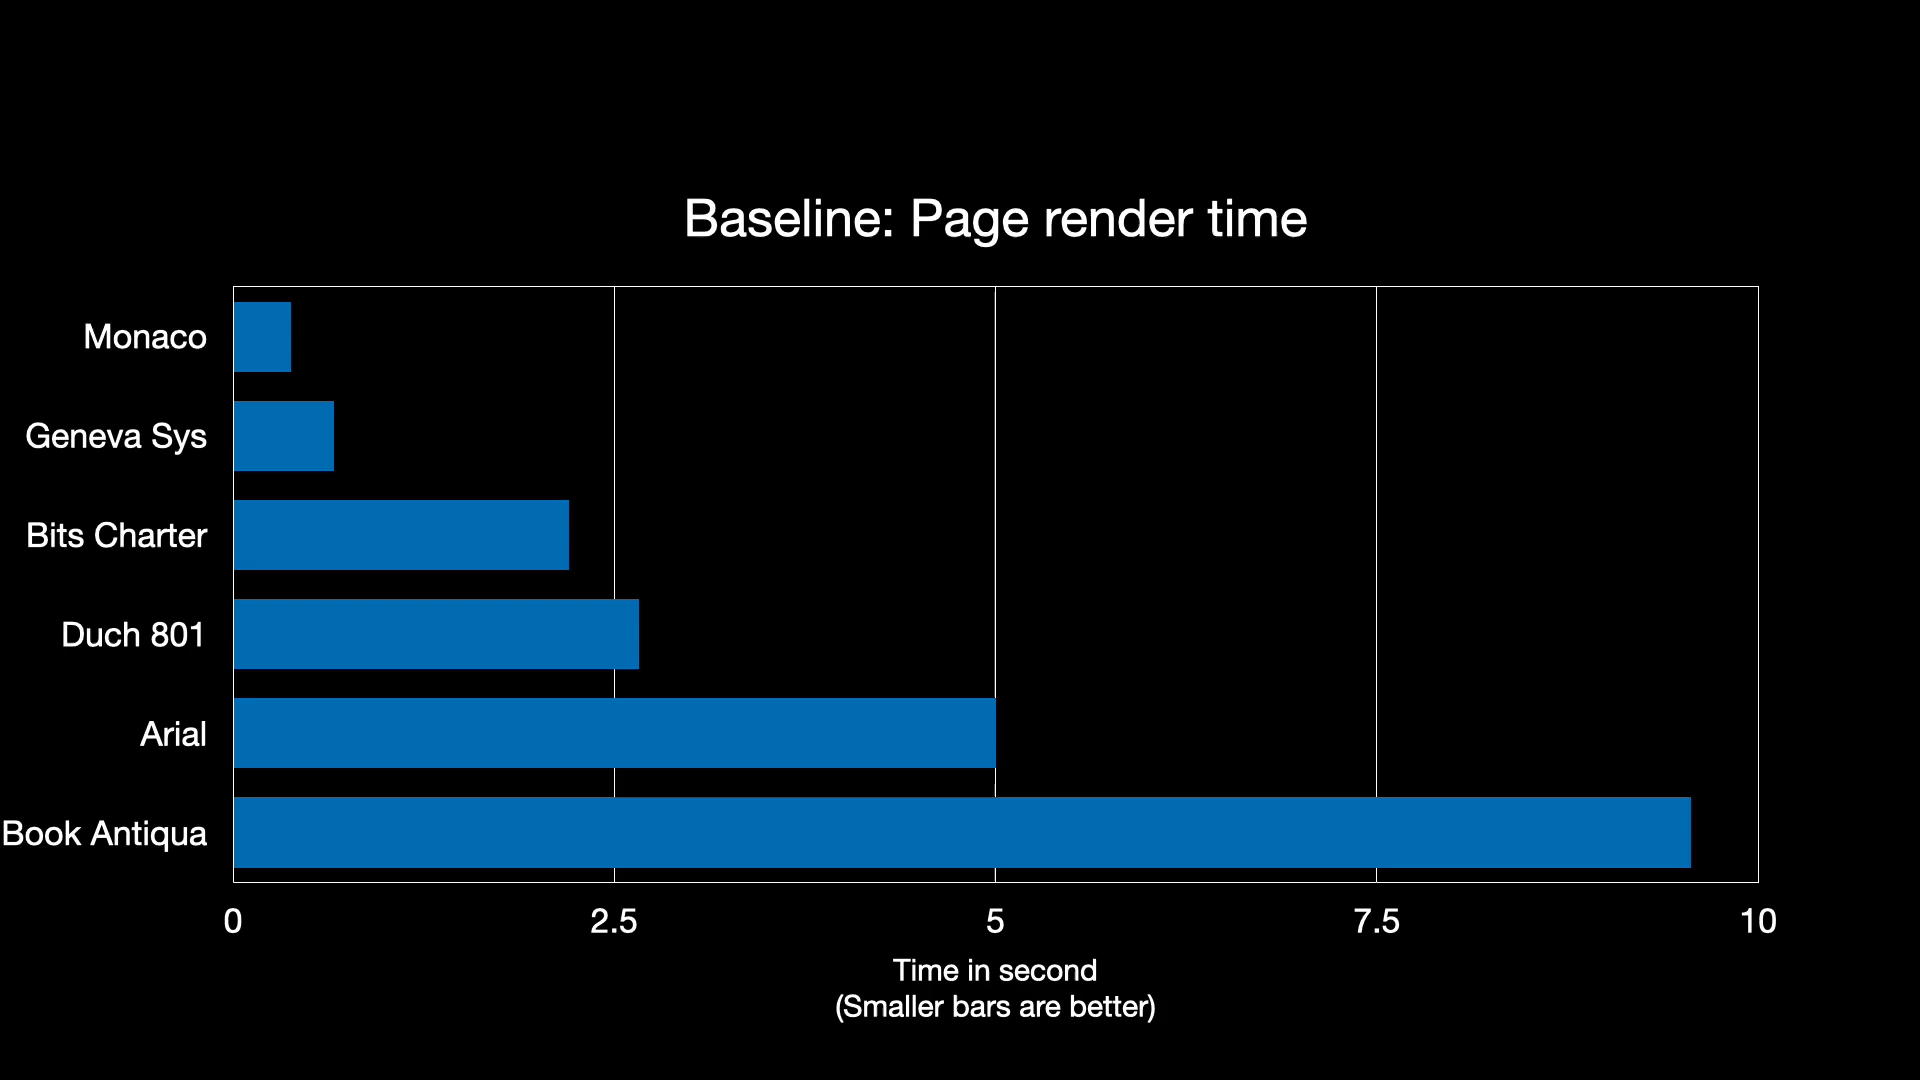 Baseline: Page render time
Monaco
Geneva Sys
Bits Charter
Duch 801
Arial
Book Antiqua
0 2.5 5 7.5 10
Time in second
(Smaller bars are better)